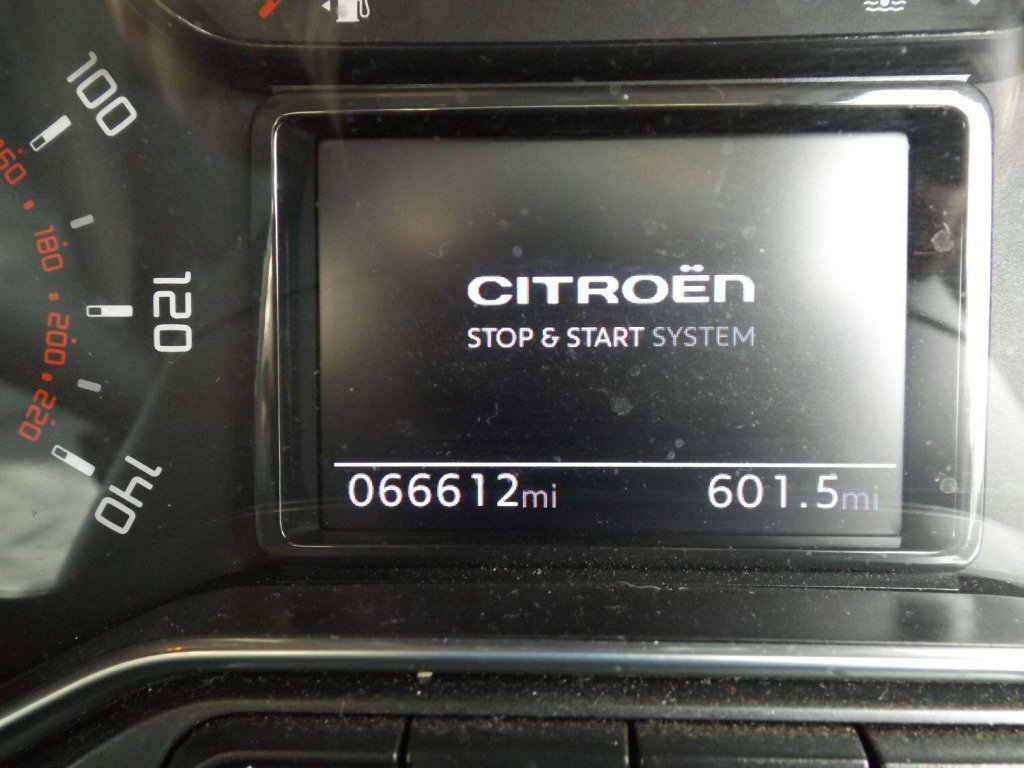 100
160
180
120
200
220
140
CITROËN
STOP & START SYSTEM
066612mi 601.5mi